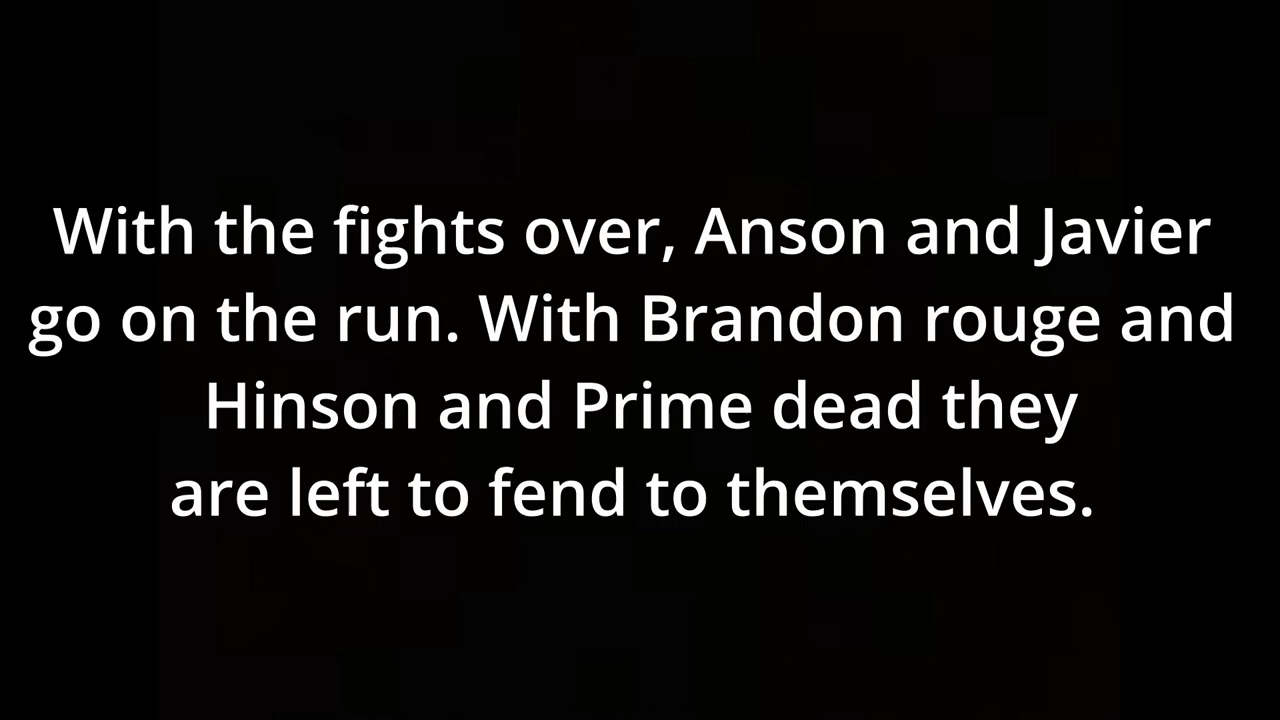 With the fights over, Anson and Javier
go on the run. With Brandon rouge and
Hinson and Prime dead they
are left to fend to themselves.